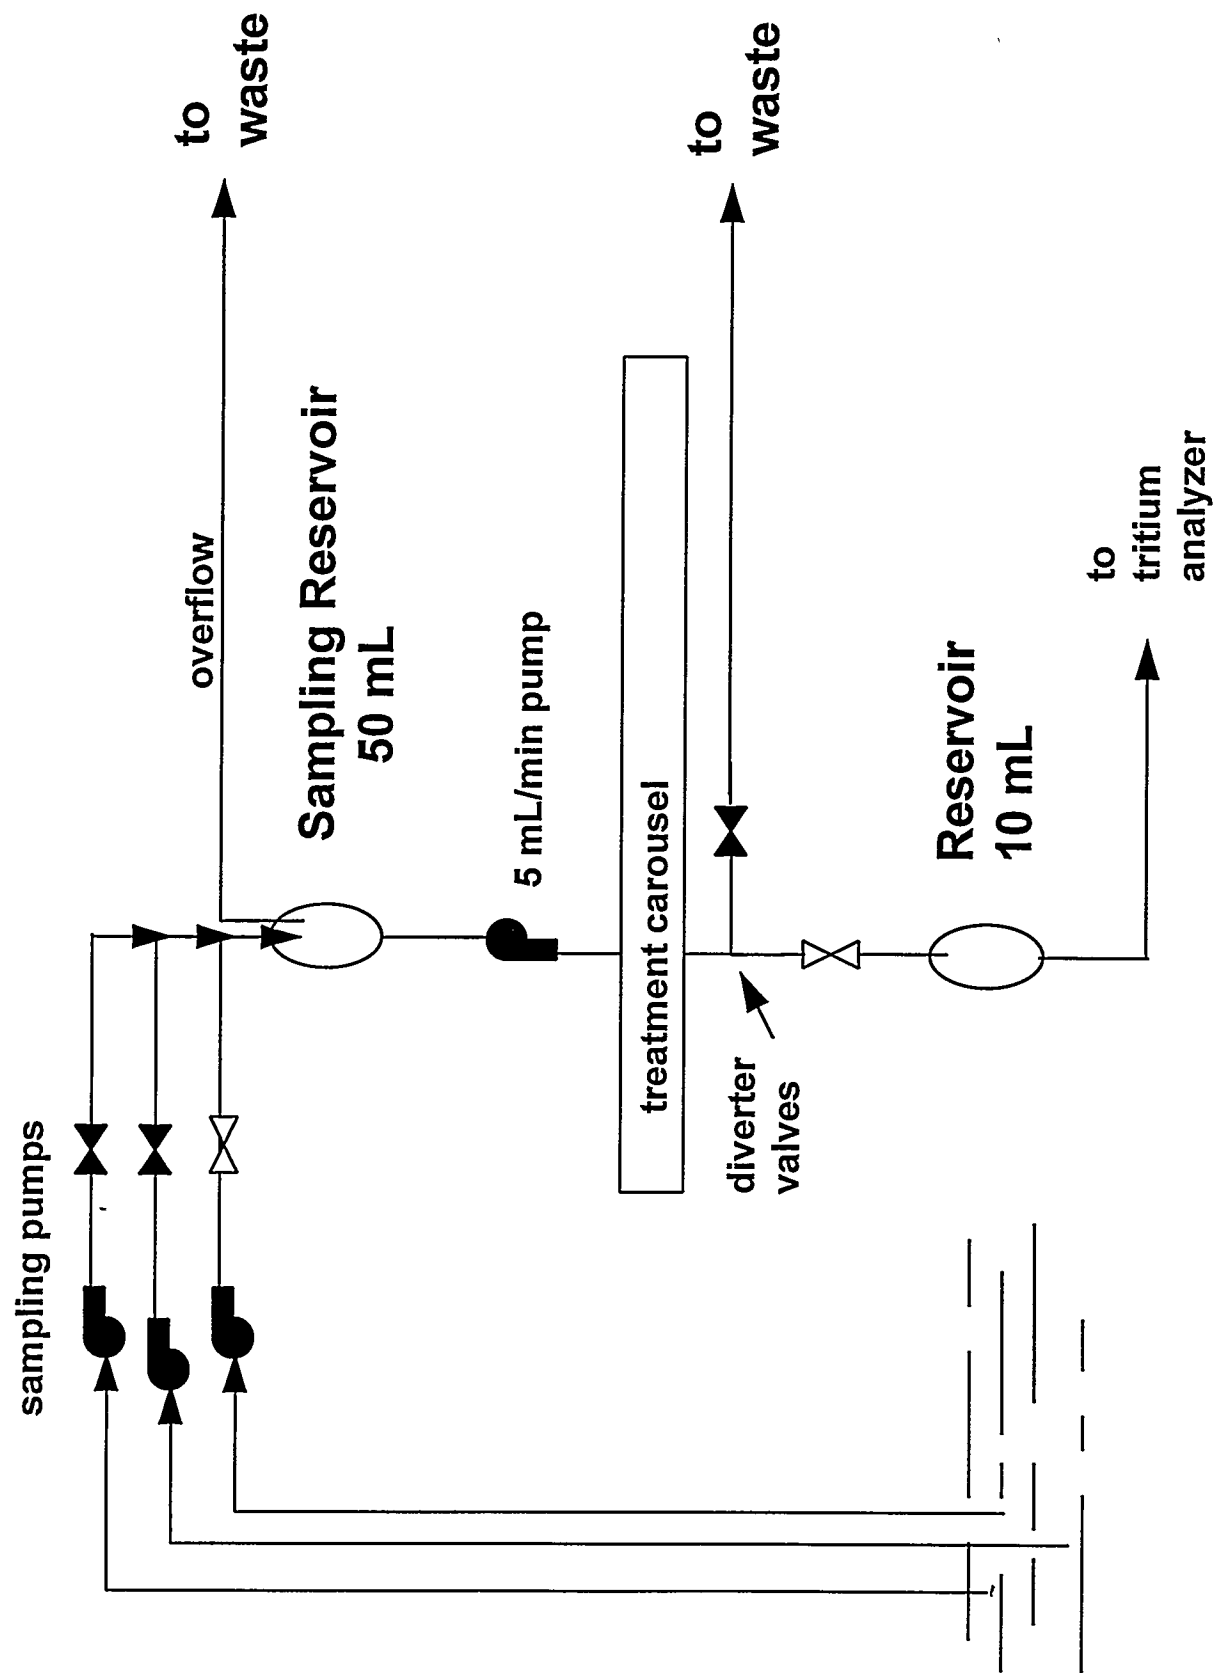 sampling pumps
overflow
to
waste
Sampling Reservoir
50 mL
5 mL/min pump
treatment carousel
to
waste
diverter
valves
Reservoir
10 mL
to
tritium
analyzer